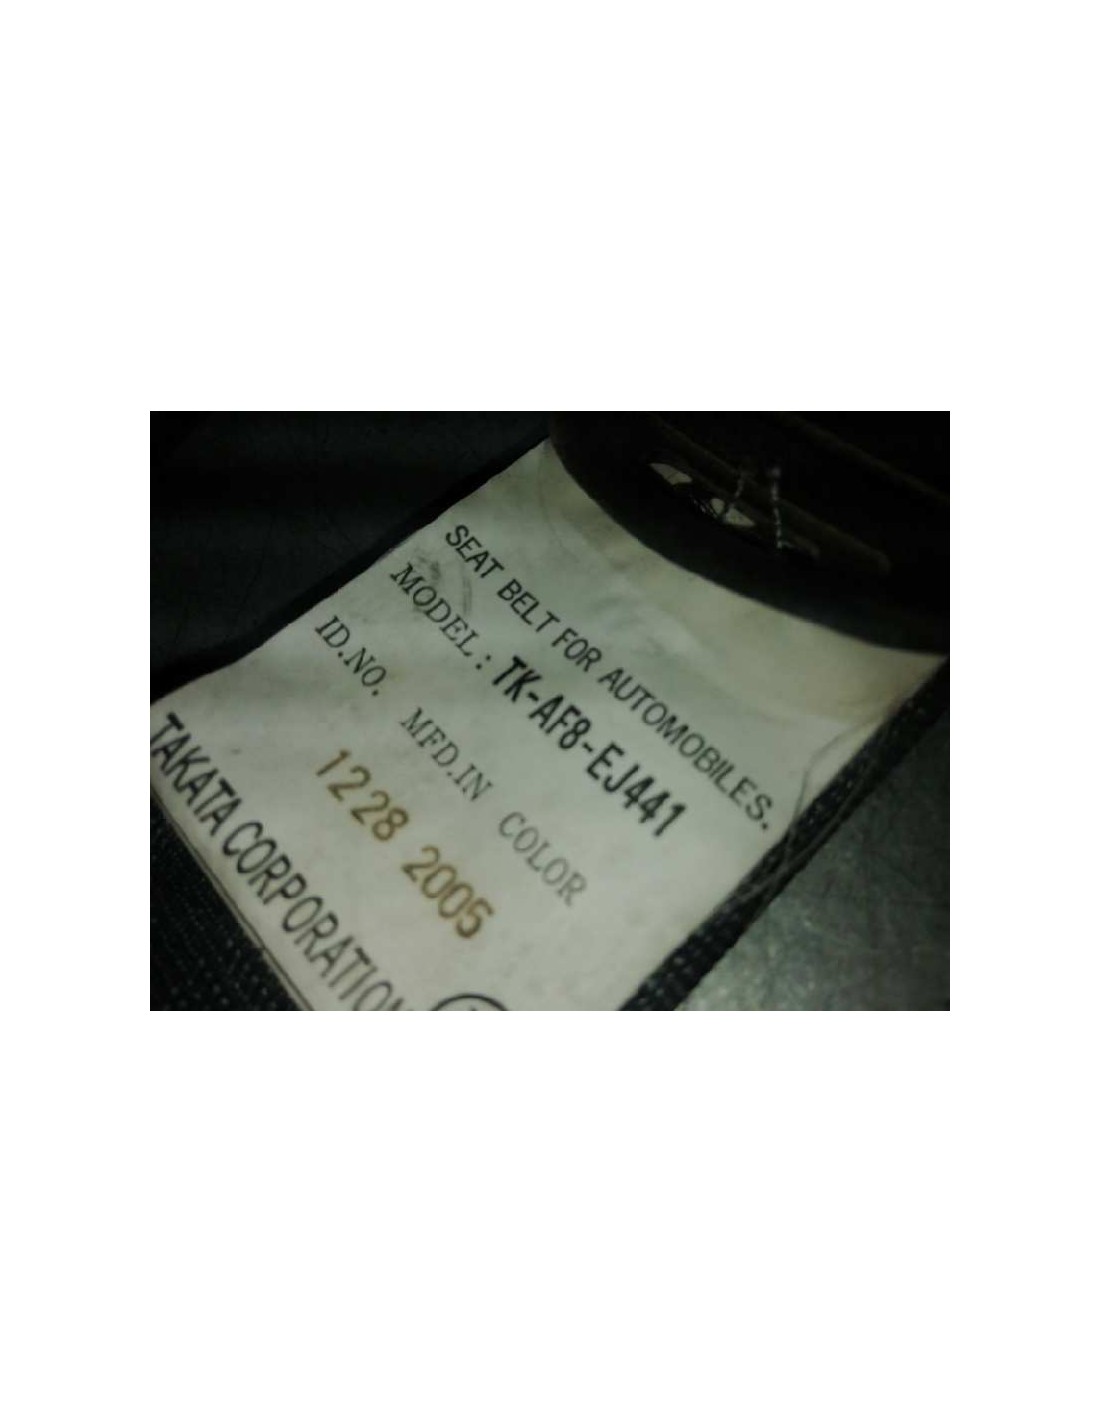 SEAT BELT FOR AUTOMOBILES.
MODEL: TK-AF8-EJ441
ID.NO. MFD.IN COLOR
1228 2005
TAKATA CORPORATION